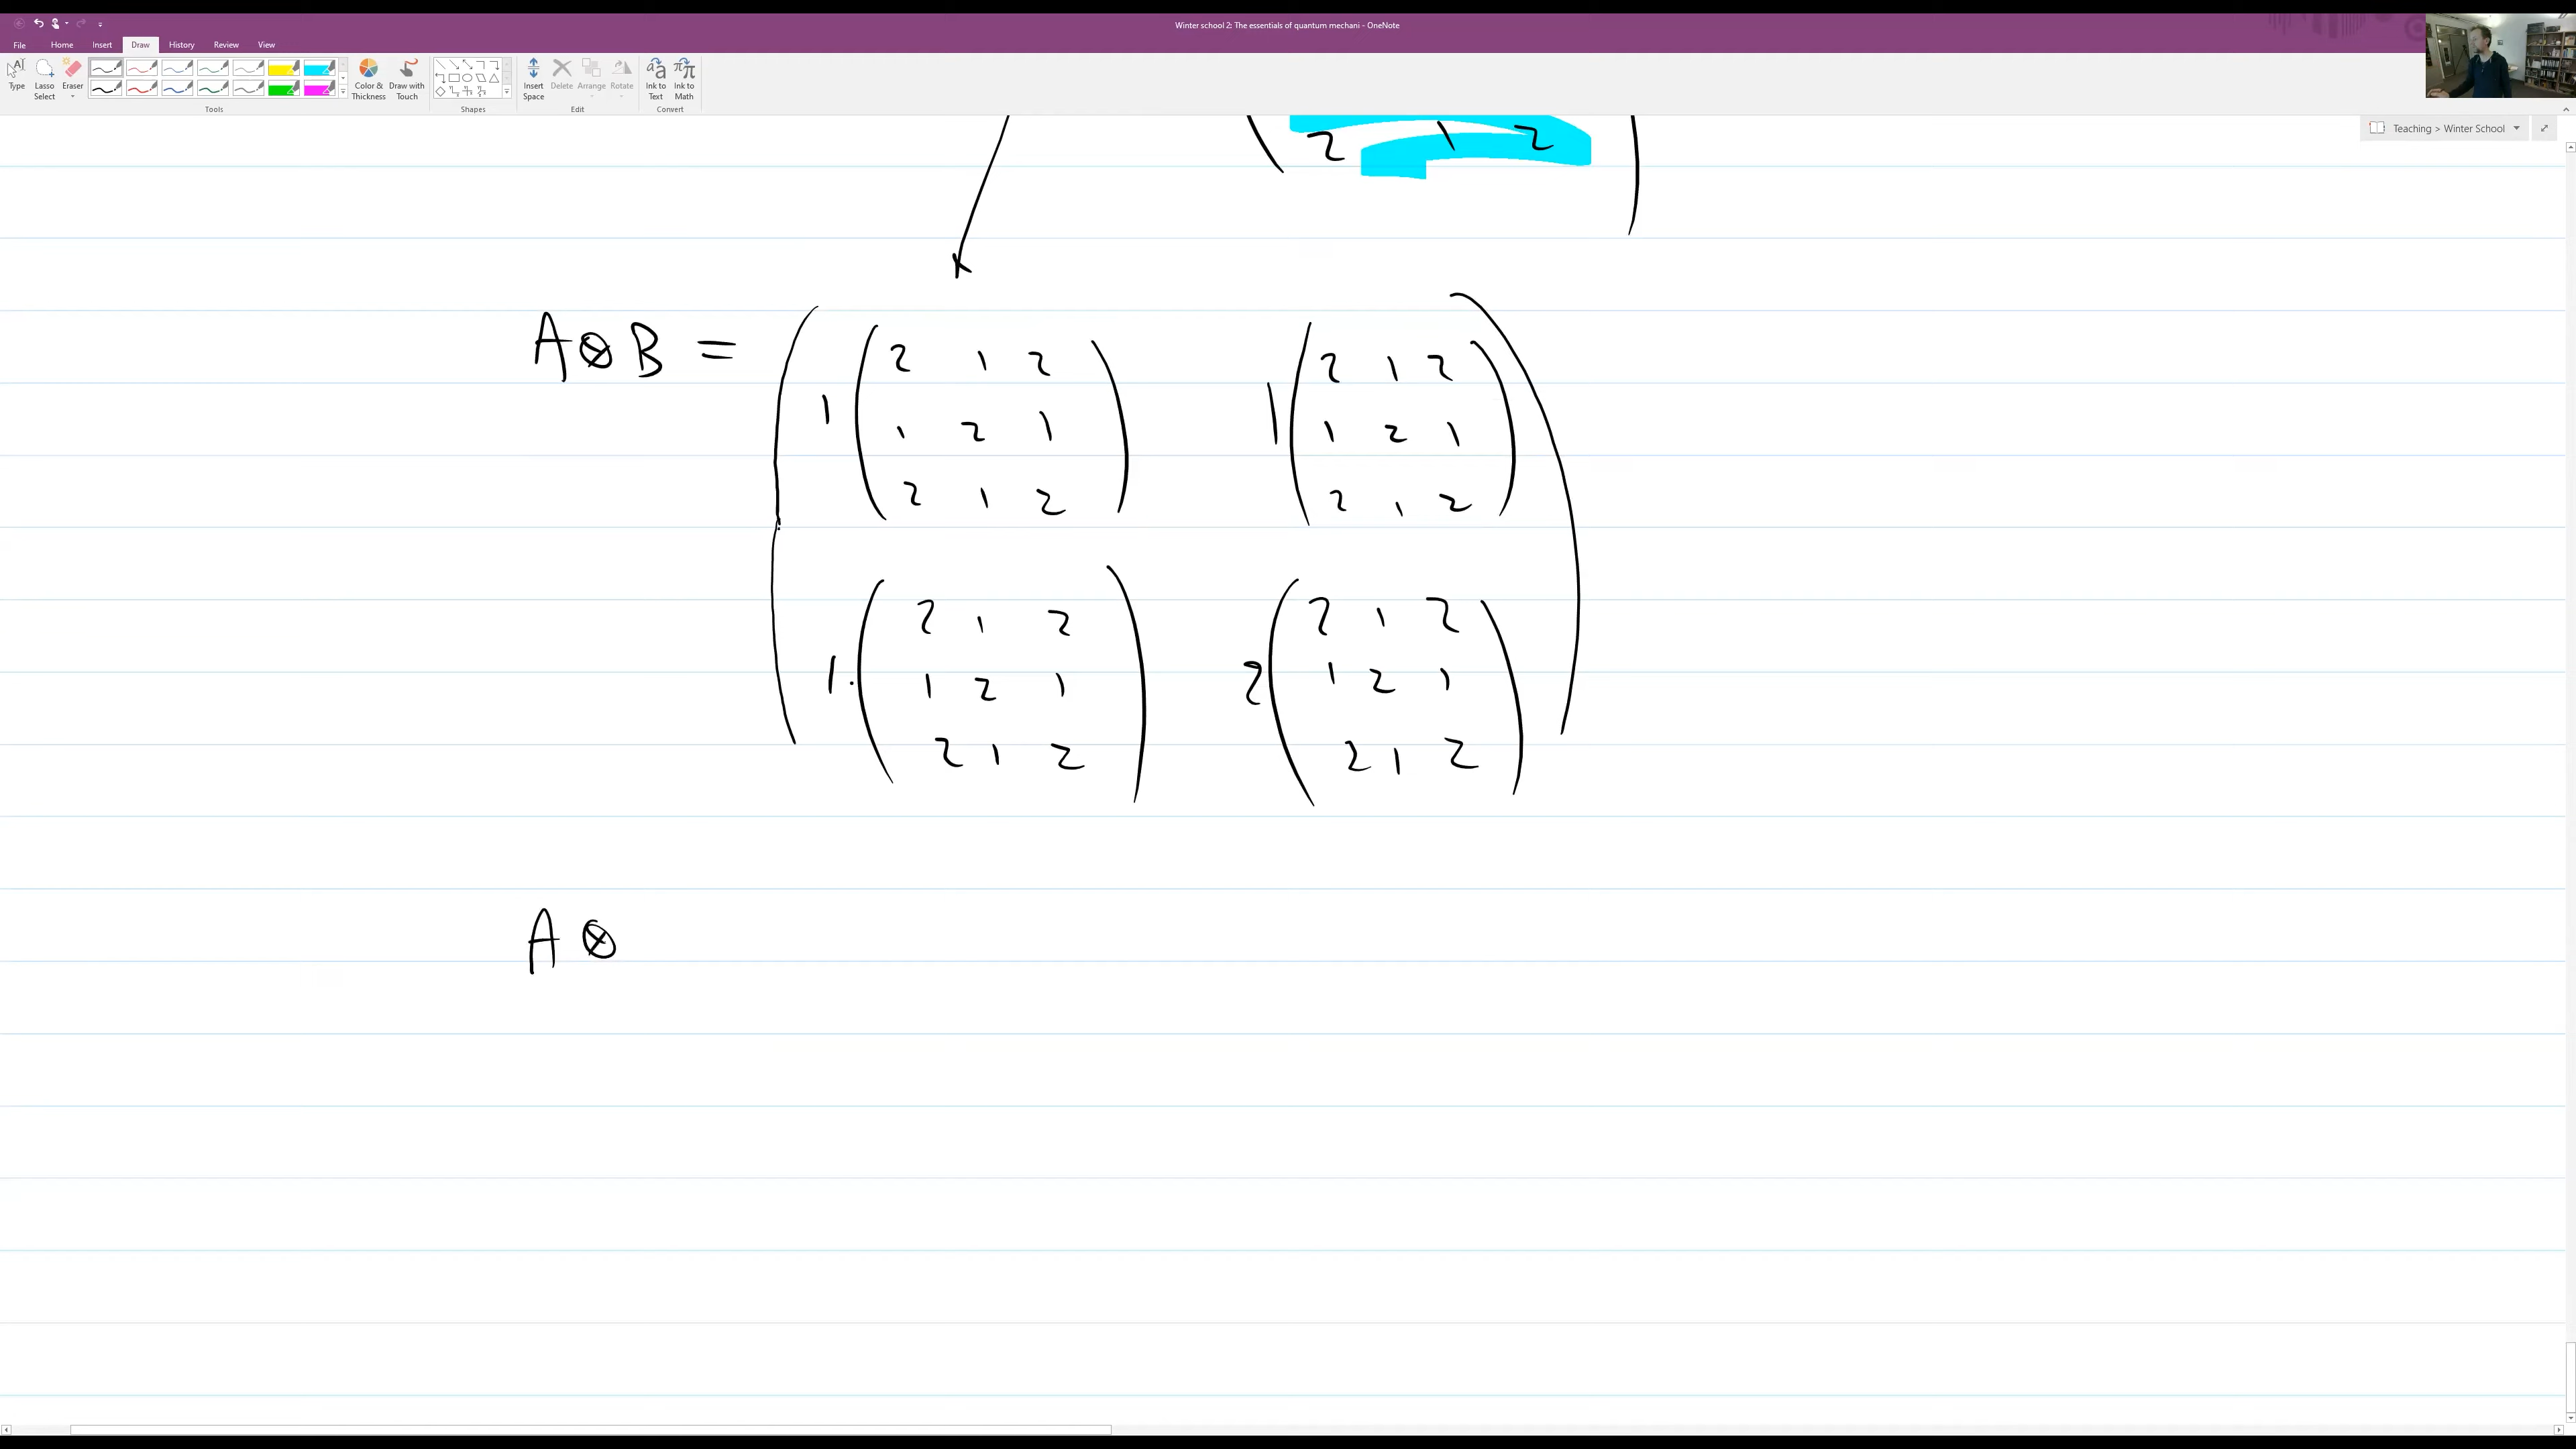 Winter school 2: The essentials of quantum mechani - OneNote
File Home Insert Draw History Review View
Type Lasso Select Eraser Color & Thickness Draw with Touch Insert Space Delete Arrange Rotate Ink to Text Ink to Math
Tools Shapes Edit Convert
Teaching > Winter School
2 1 2
A⊗B = ( 1 ( 2 1 2 ) 1 ( 2 1 2 )
1 2 1 1 2 1
2 1 2 2 1 2
1· ( 2 1 2 ) 2 ( 2 1 2 ) )
1 2 1 1 2 1
2 1 2 2 1 2
A ⊗